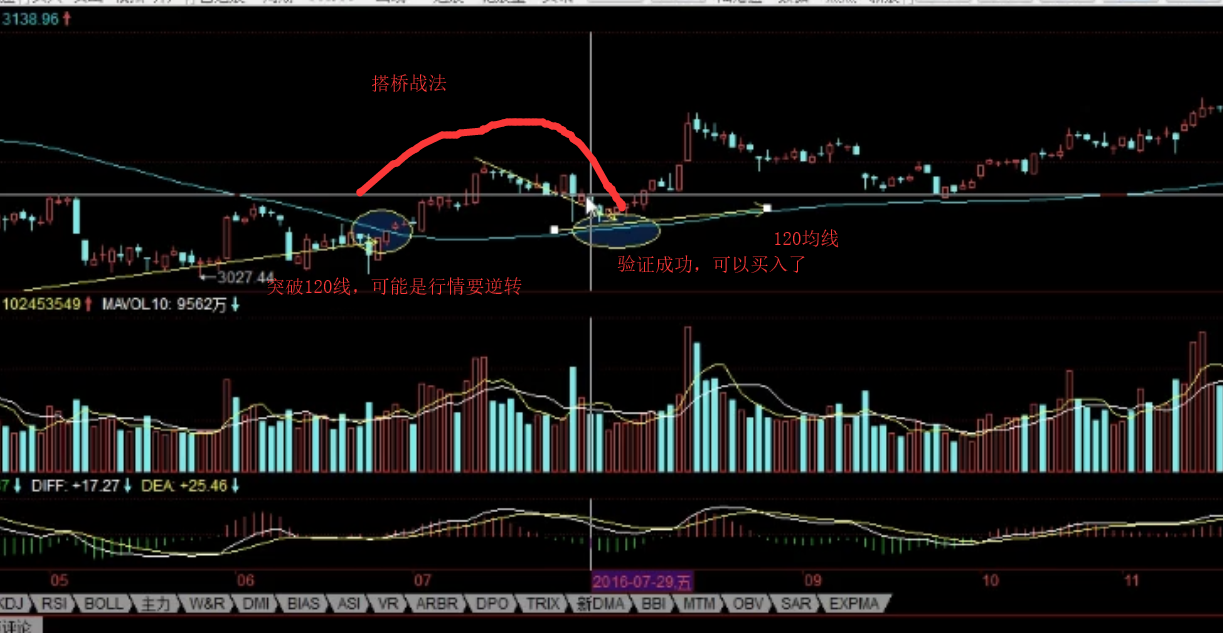 3138.96↑
搭桥战法
120均线
验证成功，可以买入了
←3027.44
突破120线，可能是行情要逆转
102453549↑ MAVOL10: 9562万↓
7↓ DIFF: +17.27↓ DEA: +25.46↓
05 06 07 2016-07-29,五 09 10 11
KDJ RSI BOLL 主力 W&R DMI BIAS ASI VR ARBR DPO TRIX 新DMA BBI MTM OBV SAR EXPMA
评论